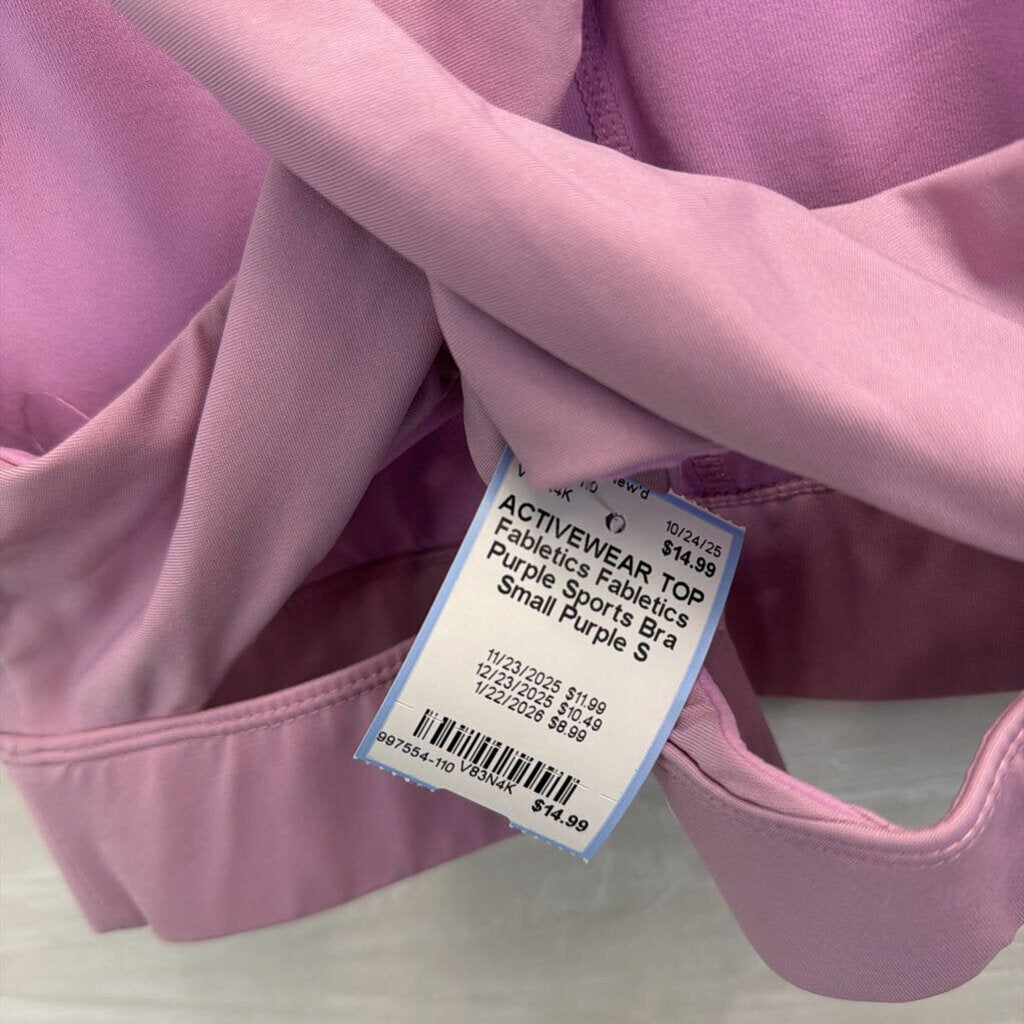 10/24/25
$14.99
ACTIVEWEAR TOP
Fabletics Fabletics
Purple Sports Bra
Small Purple S
11/23/2025 $11.99
12/23/2025 $10.49
1/22/2026 $8.99
997554-110 V83N4K
$14.99